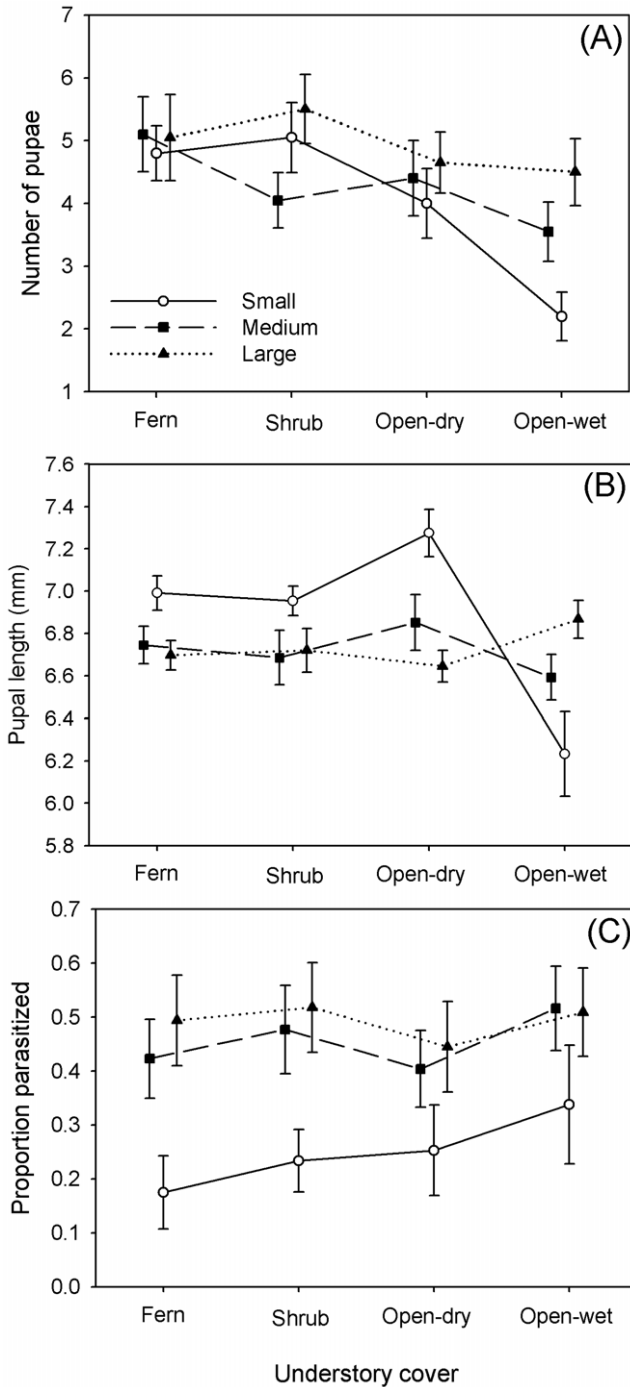 (A)
7
6
5
4
3
2
1
Number of pupae
Small
Medium
Large
Fern Shrub Open-dry Open-wet
(B)
7.6
7.4
7.2
7.0
6.8
6.6
6.4
6.2
6.0
5.8
Pupal length (mm)
Fern Shrub Open-dry Open-wet
(C)
0.7
0.6
0.5
0.4
0.3
0.2
0.1
0.0
Proportion parasitized
Fern Shrub Open-dry Open-wet
Understory cover